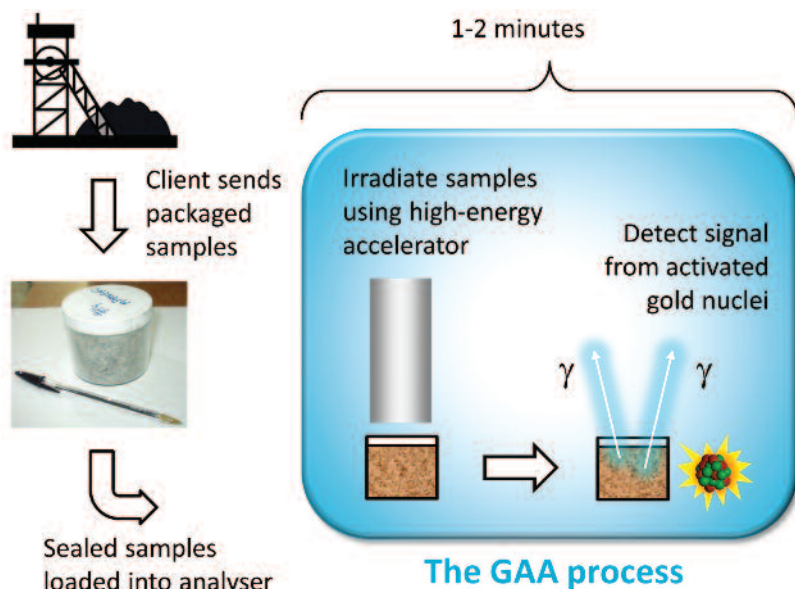 1-2 minutes
Client sends
packaged
samples
Irradiate samples
using high-energy
accelerator
Detect signal
from activated
gold nuclei
γ
γ
Sealed samples
loaded into analyser
The GAA process